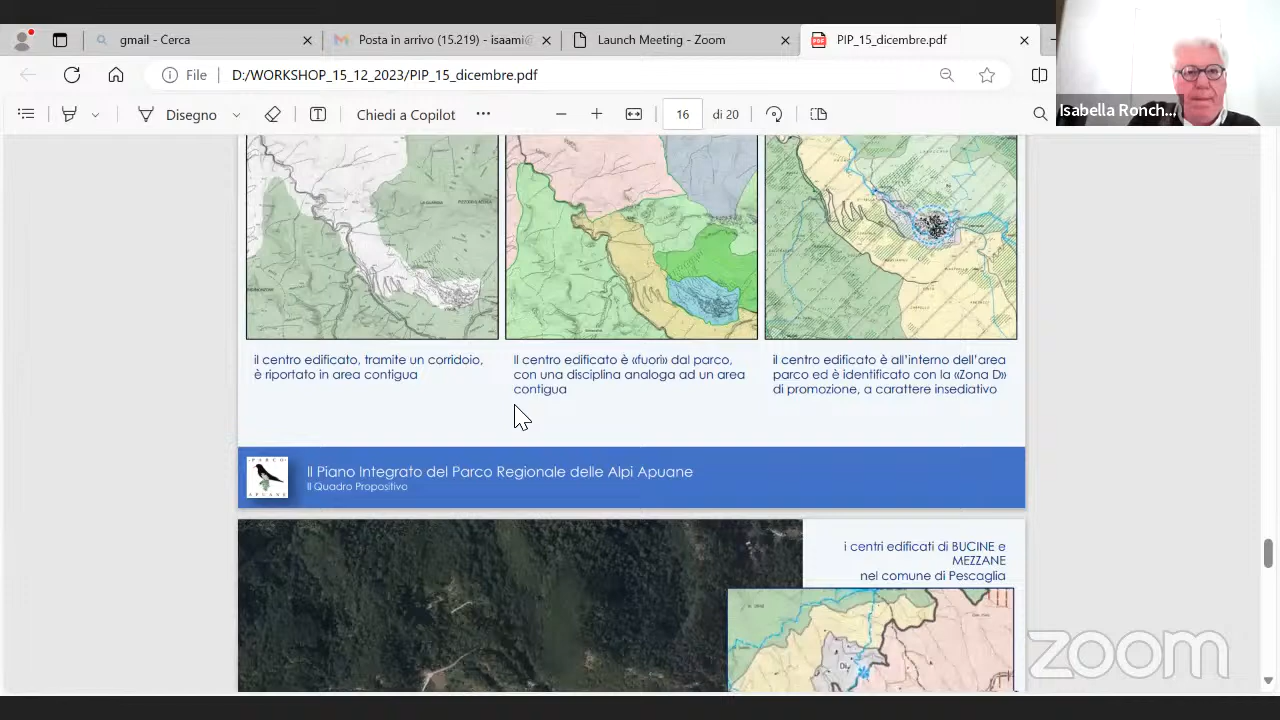 gmail - Cerca
Posta in arrivo (15,219) - isaami@
Launch Meeting - Zoom
PIP_15_dicembre.pdf
File
D:/WORKSHOP_15_12_2023/PIP_15_dicembre.pdf
Disegno
Chiedi a Copilot
16
di 20
Isabella Ronch...
il centro edificato, tramite un corridoio,
è riportato in area contigua
Il centro edificato è «fuori» dal parco,
con una disciplina analoga ad un area
contigua
il centro edificato è all'interno dell'area
parco ed è identificato con la «Zona D»
di promozione, a carattere insediativo
PARCO
APUANE
Il Piano Integrato del Parco Regionale delle Alpi Apuane
Il Quadro Propositivo
i centri edificati di BUCINE e
MEZZANE
nel comune di Pescaglia
zoom